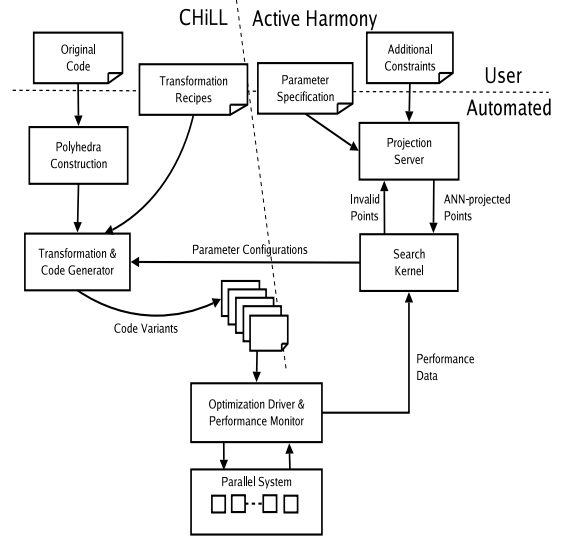 CHiLL
Active Harmony
Original
Code
Additional
Constraints
Transformation
Recipes
Parameter
Specification
User
Automated
Polyhedra
Construction
Projection
Server
Invalid
Points
ANN-projected
Points
Transformation &
Code Generator
Parameter Configurations
Search
Kernel
Code Variants
Performance
Data
Optimization Driver &
Performance Monitor
Parallel System